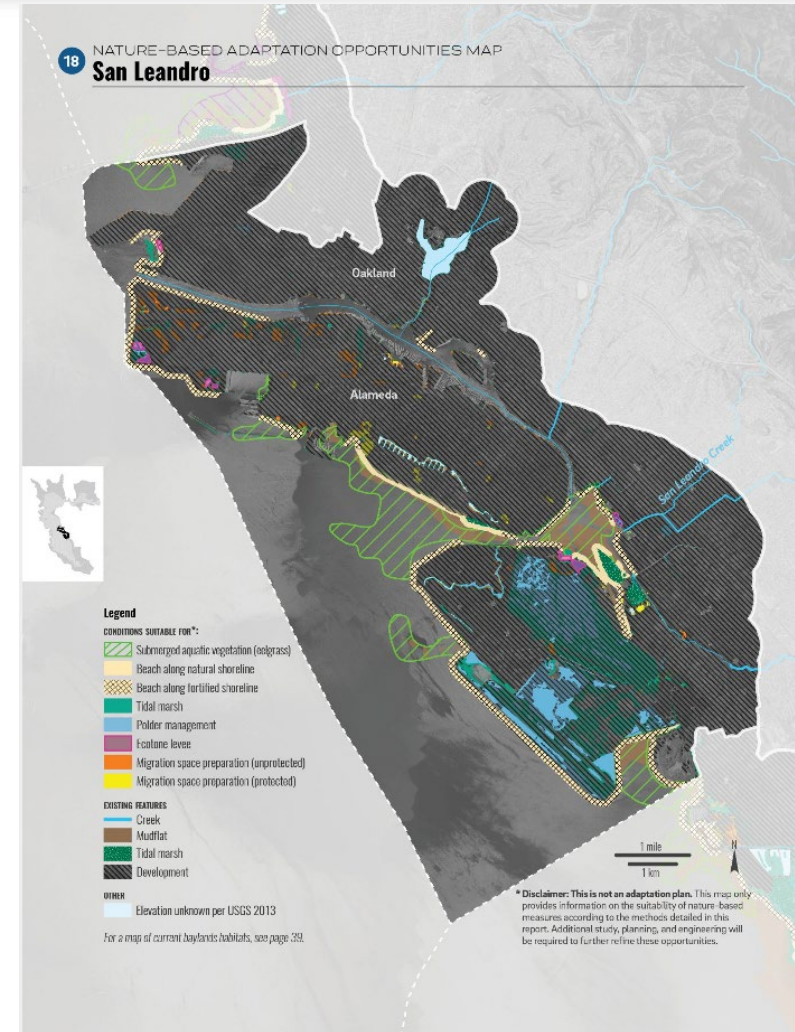 18
NATURE-BASED ADAPTATION OPPORTUNITIES MAP
San Leandro
Oakland
Alameda
San Leandro Creek
Legend
CONDITIONS SUITABLE FOR*:
Submerged aquatic vegetation (eelgrass)
Beach along natural shoreline
Beach along fortified shoreline
Tidal marsh
Polder management
Ecotone levee
Migration space preparation (unprotected)
Migration space preparation (protected)
EXISTING FEATURES
Creek
Mudflat
Tidal marsh
Development
OTHER
Elevation unknown per USGS 2013
For a map of current baylands habitats, see page 39.
1 mile
1 km
N
* Disclaimer: This is not an adaptation plan. This map only
provides information on the suitability of nature-based
measures according to the methods detailed in this
report. Additional study, planning, and engineering will
be required to further refine these opportunities.